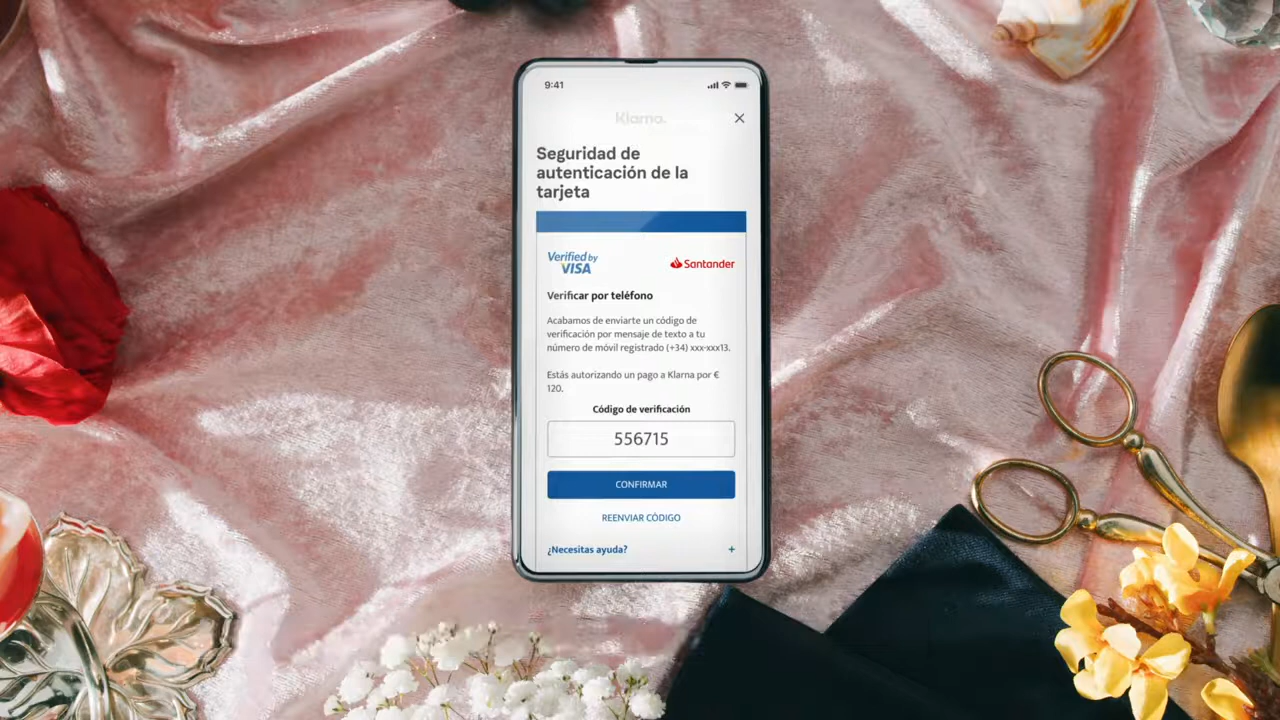 9:41
Klarna.
Seguridad de
autenticación de la
tarjeta
Verified by
VISA
Santander
Verificar por teléfono
Acabamos de enviarte un código de
verificación por mensaje de texto a tu
número de móvil registrado (+34) xxx-xxx13.
Estás autorizando un pago a Klarna por €
120.
Código de verificación
556715
CONFIRMAR
REENVIAR CÓDIGO
¿Necesitas ayuda?
+